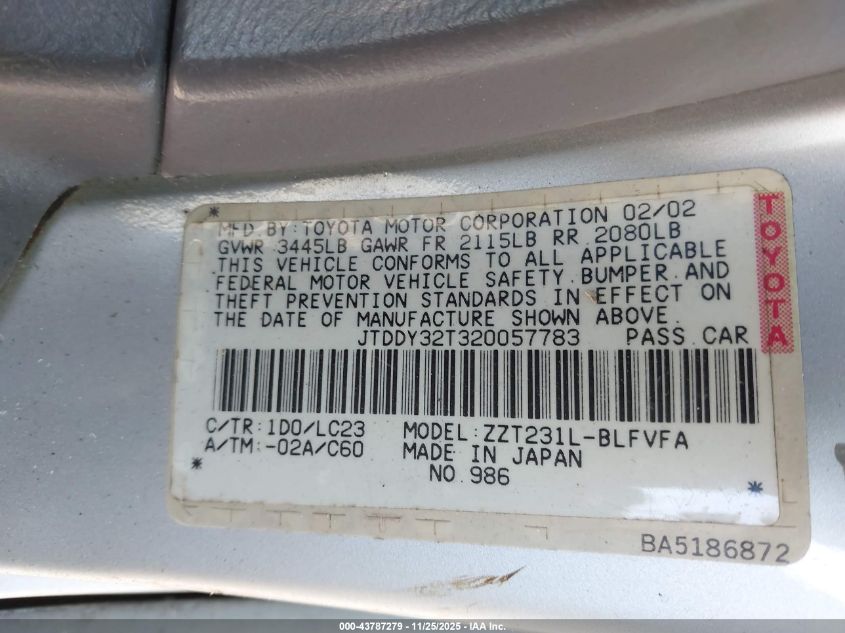 MFD BY: TOYOTA MOTOR CORPORATION 02/02
GVWR 3445LB GAWR FR 2115LB RR 2080LB
THIS VEHICLE CONFORMS TO ALL APPLICABLE
FEDERAL MOTOR VEHICLE SAFETY, BUMPER AND
THEFT PREVENTION STANDARDS IN EFFECT ON
THE DATE OF MANUFACTURE SHOWN ABOVE.
JTDDY32T320057783 PASS. CAR
TOYOTA
C/TR: 1D0/LC23 MODEL: ZZT231L-BLFVFA
A/TM: -02A/C60 MADE IN JAPAN
NO. 986
BA5186872
000-43787279 - 11/25/2025 - IAA Inc.